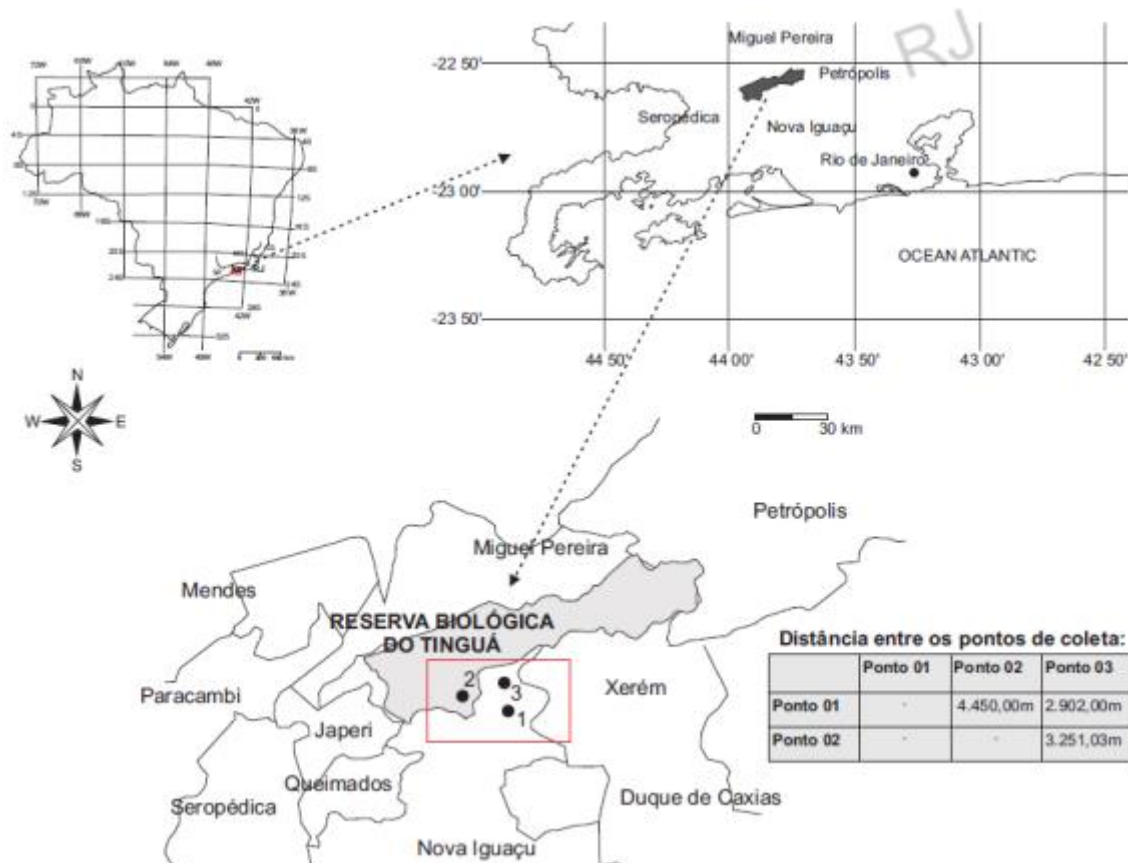 RJ
Miguel Pereira
-22 50'
Petrópolis
Seropédica
Nova Iguaçu
Rio de Janeiro
-23 00'
OCEAN ATLANTIC
-23 50'
44 50'
44 00'
43 50'
43 00'
42 50'
N
W
E
S
0
30 km
Petrópolis
Miguel Pereira
Mendes
RESERVA BIOLÓGICA
DO TINGUÁ
Distância entre os pontos de coleta:
Ponto 01 Ponto 02 Ponto 03
Ponto 01 - 4.450,00m 2.902,00m
Ponto 02 - - 3.251,03m
Paracambi
2
3
1
Xerém
Japeri
Queimados
Seropédica
Duque de Caxias
Nova Iguaçu